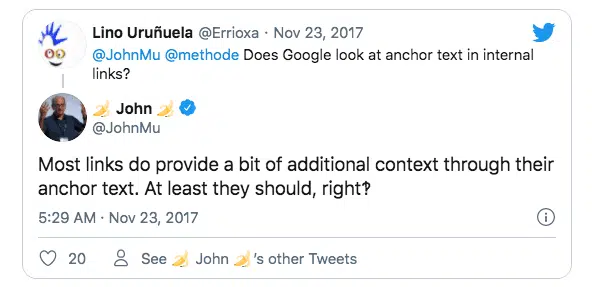 Lino Uruñuela @Errioxa · Nov 23, 2017
@JohnMu @methode Does Google look at anchor text in internal
links?
🍌 John 🍌
@JohnMu
Most links do provide a bit of additional context through their
anchor text. At least they should, right‽
5:29 AM · Nov 23, 2017
20
See 🍌 John 🍌's other Tweets